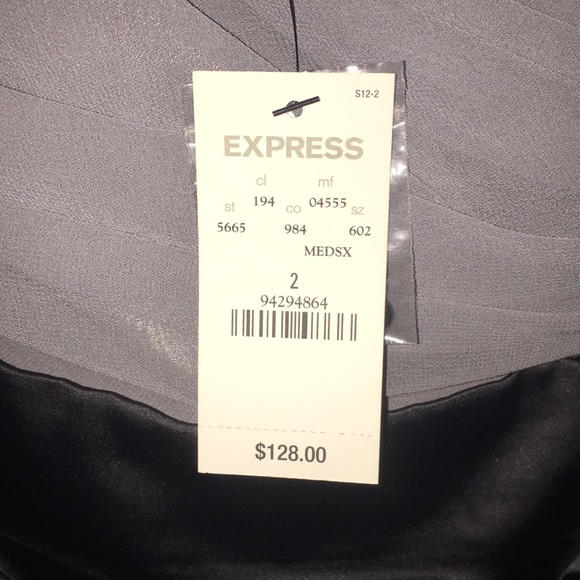 S12-2
EXPRESS
cl mf
194 04555
st co sz
5665 984 602
MEDSX
2
94294864
$128.00